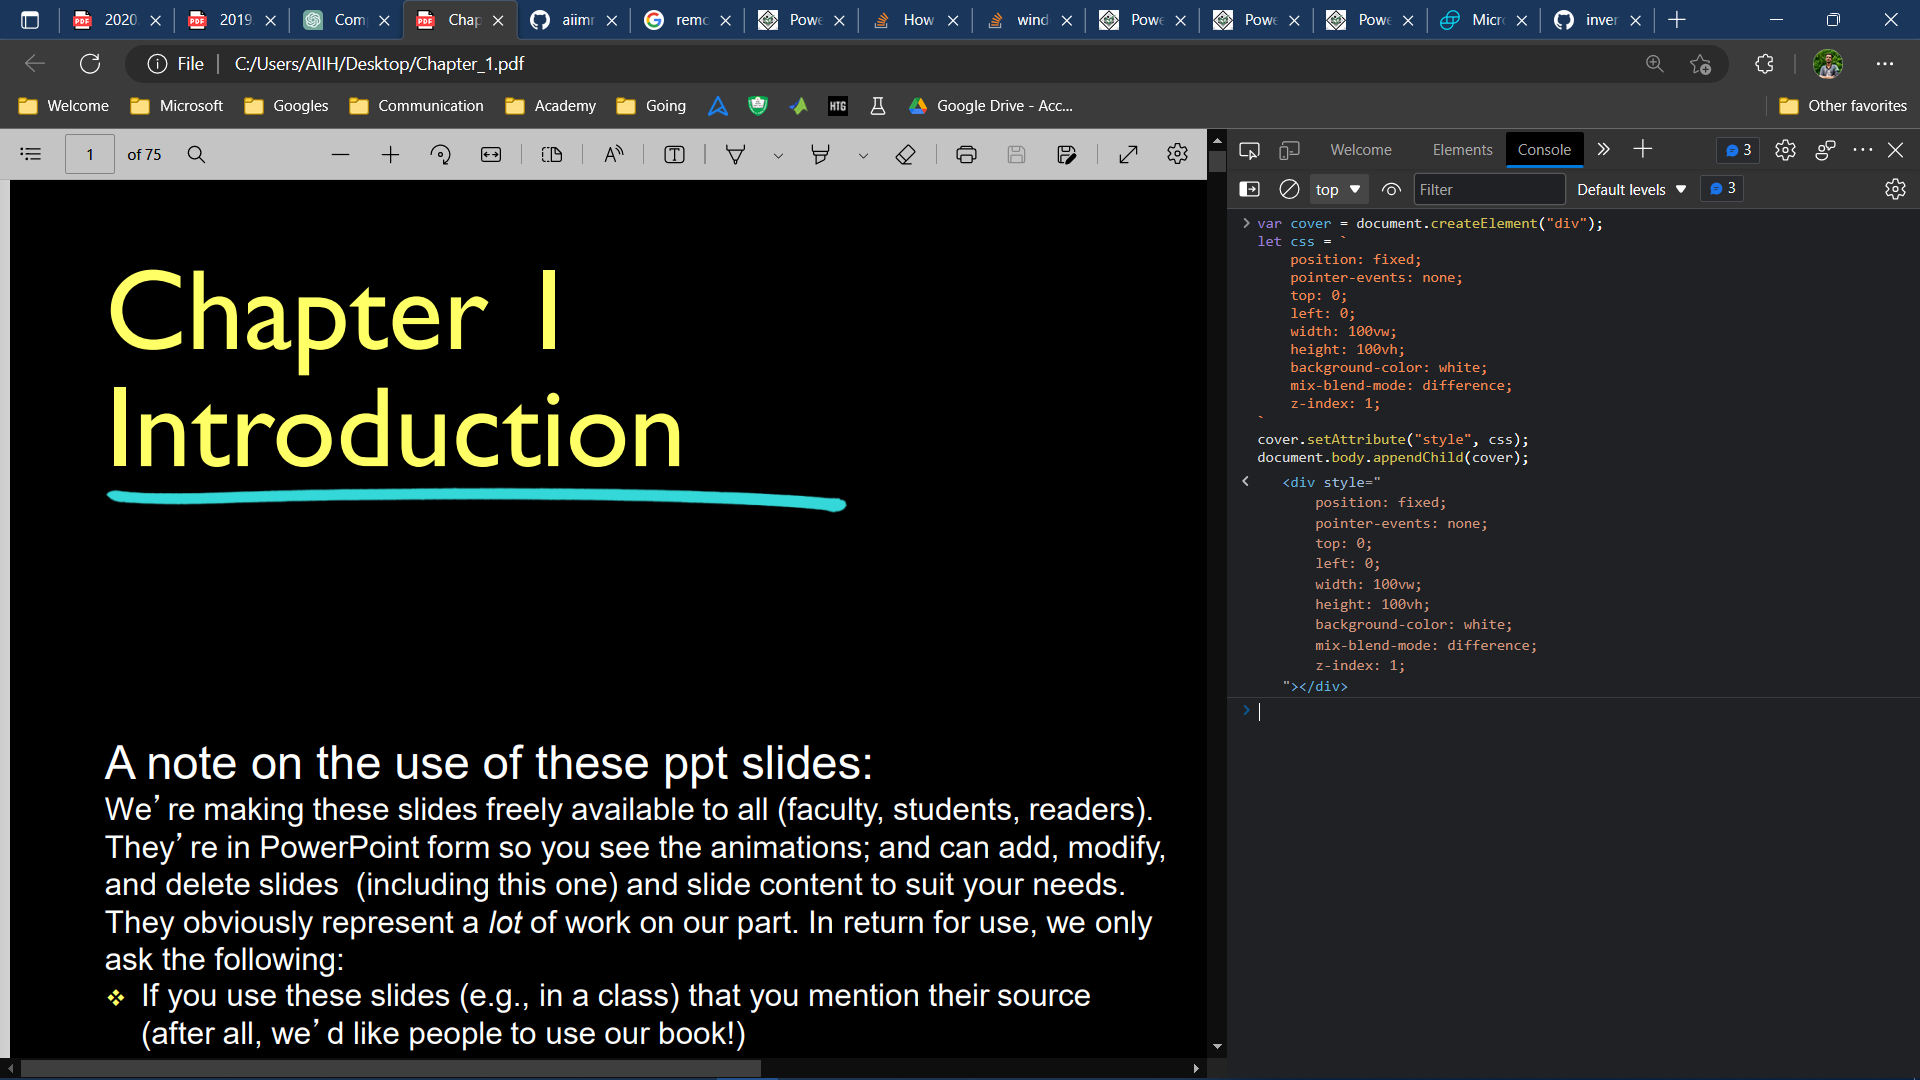 2020
2019
Com
Chap
aiimr
remo
Powe
How
wind
Powe
Powe
Powe
Micro
inver
File
C:/Users/AIIH/Desktop/Chapter_1.pdf
Welcome
Microsoft
Googles
Communication
Academy
Going
HTG
Google Drive - Acc...
Other favorites
1 of 75
Chapter 1
Introduction
A note on the use of these ppt slides:
We’re making these slides freely available to all (faculty, students, readers).
They’re in PowerPoint form so you see the animations; and can add, modify,
and delete slides (including this one) and slide content to suit your needs.
They obviously represent a lot of work on our part. In return for use, we only
ask the following:
❖ If you use these slides (e.g., in a class) that you mention their source
(after all, we’d like people to use our book!)
Welcome
Elements
Console
3
top
Filter
Default levels
3
var cover = document.createElement("div");
let css = `
position: fixed;
pointer-events: none;
top: 0;
left: 0;
width: 100vw;
height: 100vh;
background-color: white;
mix-blend-mode: difference;
z-index: 1;
`
cover.setAttribute("style", css);
document.body.appendChild(cover);
<div style="
position: fixed;
pointer-events: none;
top: 0;
left: 0;
width: 100vw;
height: 100vh;
background-color: white;
mix-blend-mode: difference;
z-index: 1;
"></div>